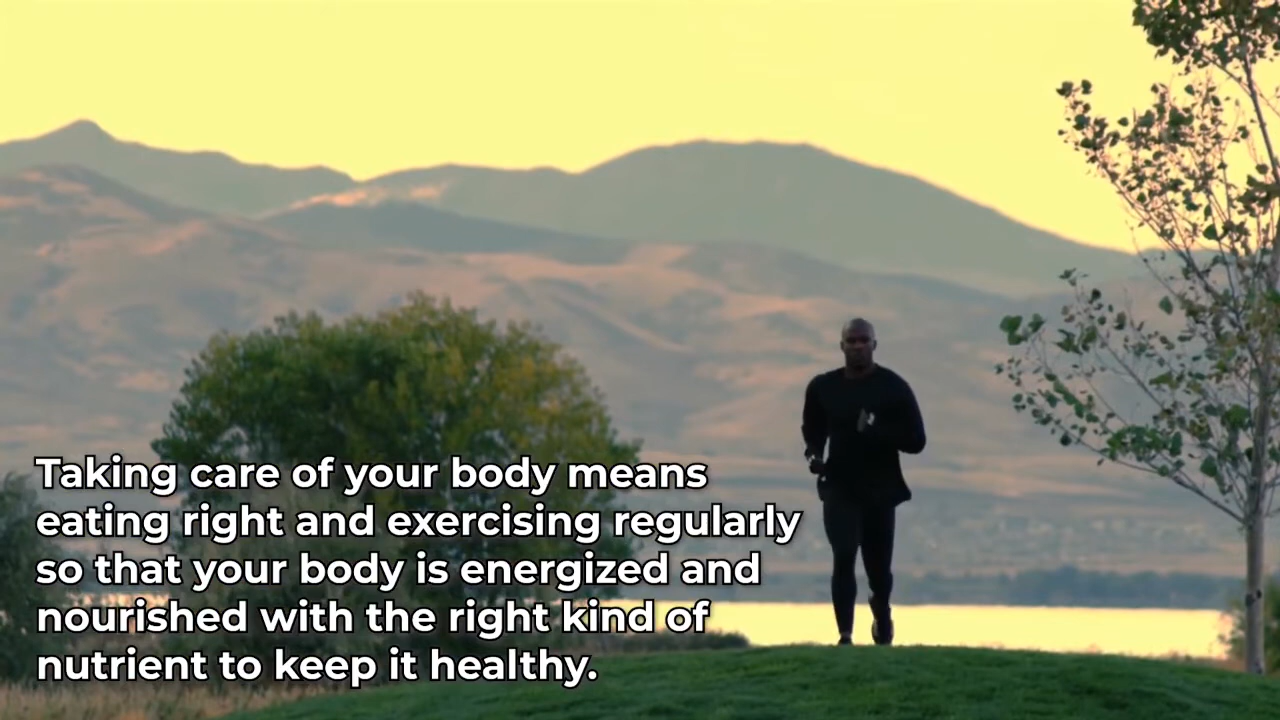 Taking care of your body means
eating right and exercising regularly
so that your body is energized and
nourished with the right kind of
nutrient to keep it healthy.